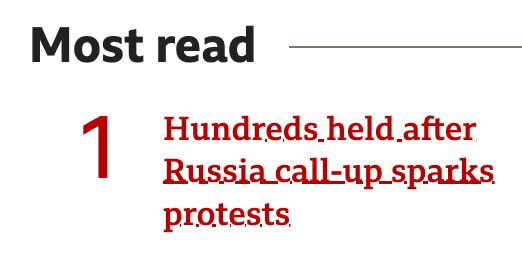 Most read
1
Hundreds held after
Russia call-up sparks
protests